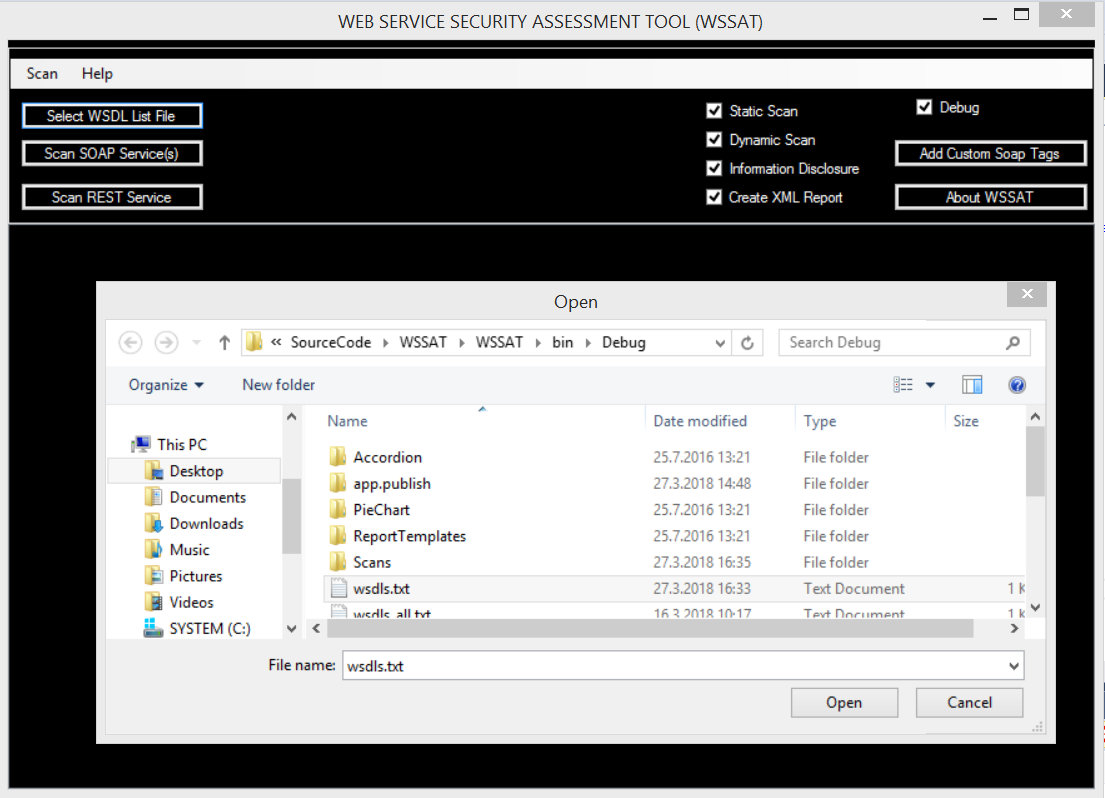 WEB SERVICE SECURITY ASSESSMENT TOOL (WSSAT)
Scan Help
Select WSDL List File
Scan SOAP Service(s)
Scan REST Service
Static Scan
Dynamic Scan
Information Disclosure
Create XML Report
Debug
Add Custom Soap Tags
About WSSAT
Open
« SourceCode WSSAT WSSAT bin Debug
Search Debug
Organize New folder
This PC
Desktop
Documents
Downloads
Music
Pictures
Videos
SYSTEM (C:)
Name Date modified Type Size
Accordion 25.7.2016 13:21 File folder
app.publish 27.3.2018 14:48 File folder
PieChart 25.7.2016 13:21 File folder
ReportTemplates 25.7.2016 13:21 File folder
Scans 27.3.2018 16:35 File folder
wsdls.txt 27.3.2018 16:33 Text Document 1 K
wsdls_all.txt 16.3.2018 10:17 Text Document 1 K
File name: wsdls.txt
Open Cancel